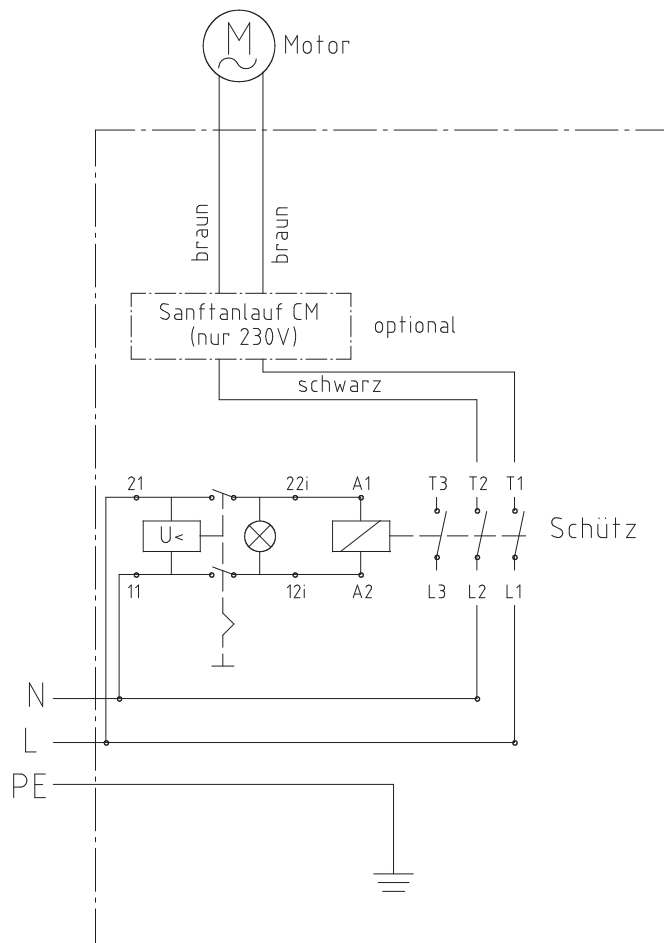 M
Motor
braun
braun
Sanftanlauf CM
(nur 230V)
optional
schwarz
21
22i
A1
T3
T2
T1
U<
Schütz
11
12i
A2
L3
L2
L1
N
L
PE